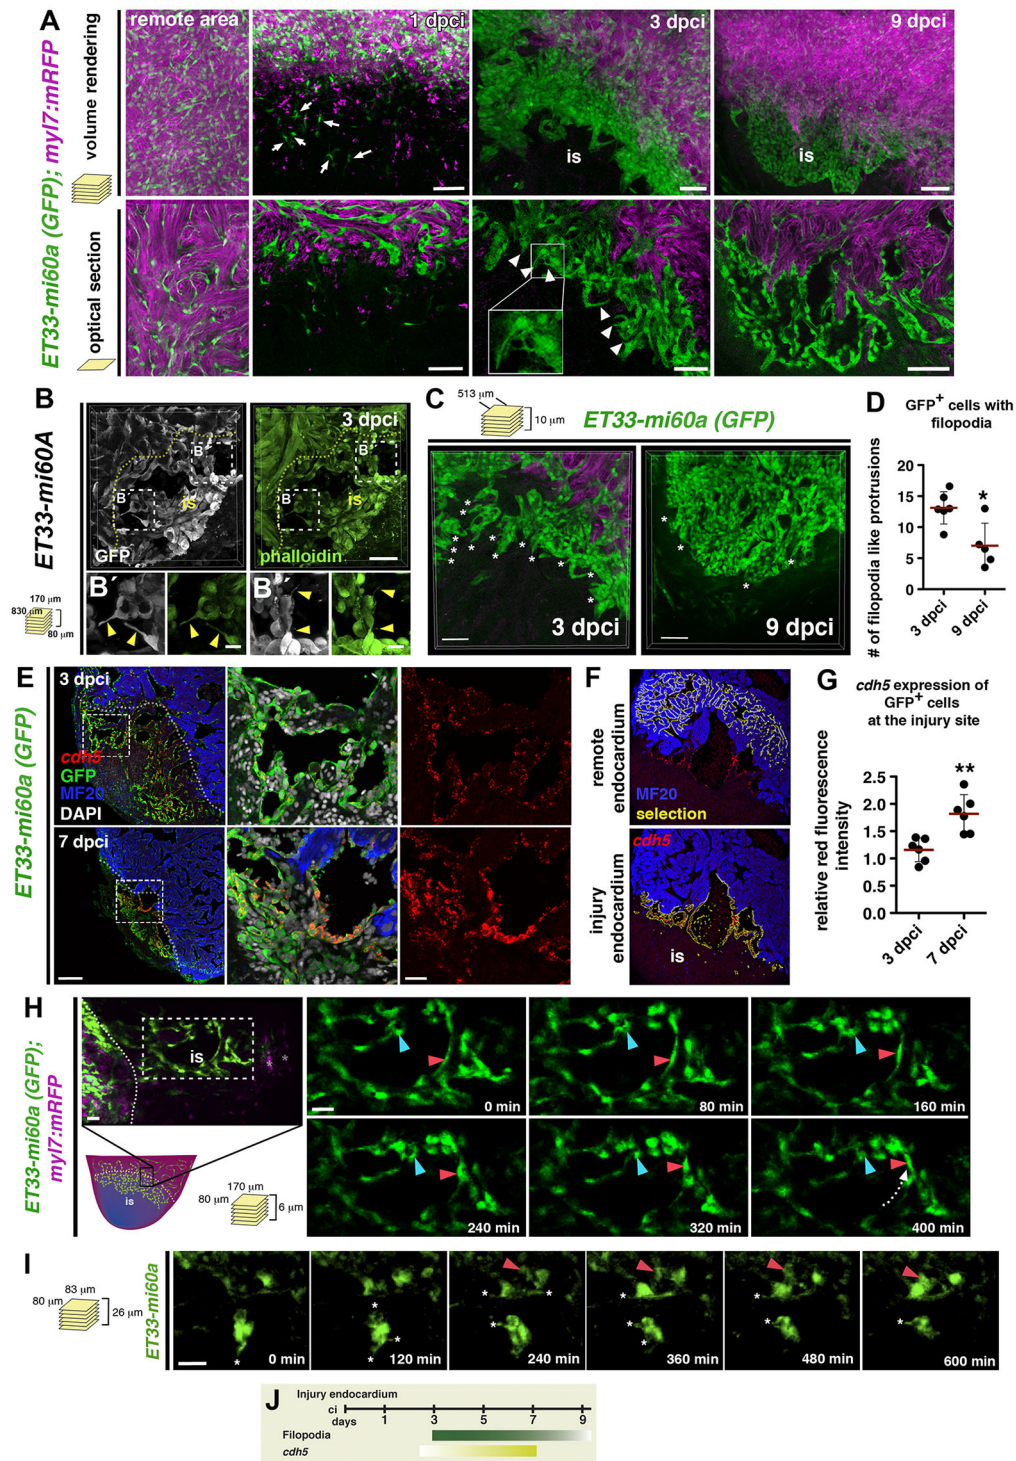 A
ET33-mi60a (GFP); myl7:mRFP
volume rendering
optical section
remote area
1 dpci
3 dpci
9 dpci
is
is
B
ET33-mi60A
GFP
B´
B´´
is
3 dpci
phalloidin
B´
B´´
is
B´
B´´
170 µm
830 µm
80 µm
C
513 µm
10 µm
ET33-mi60a (GFP)
3 dpci
9 dpci
D
GFP+ cells with
filopodia
# of filopodia like protrusions
20
15
10
5
0
*
3 dpci
9 dpci
E
ET33-mi60a (GFP)
3 dpci
cdh5
GFP
MF20
DAPI
7 dpci
F
remote
endocardium
MF20
selection
injury
endocardium
cdh5
is
G
cdh5 expression of
GFP+ cells
at the injury site
relative red fluorescence
intensity
2.5
2.0
1.5
1.0
0.5
0.0
**
3 dpci
7 dpci
H
ET33-mi60a (GFP);
myl7:mRFP
is
is
170 µm
80 µm
6 µm
0 min
80 min
160 min
240 min
320 min
400 min
I
83 µm
80 µm
26 µm
ET33-mi60a
0 min
120 min
240 min
360 min
480 min
600 min
J
Injury endocardium
ci
days
1
3
5
7
9
Filopodia
cdh5